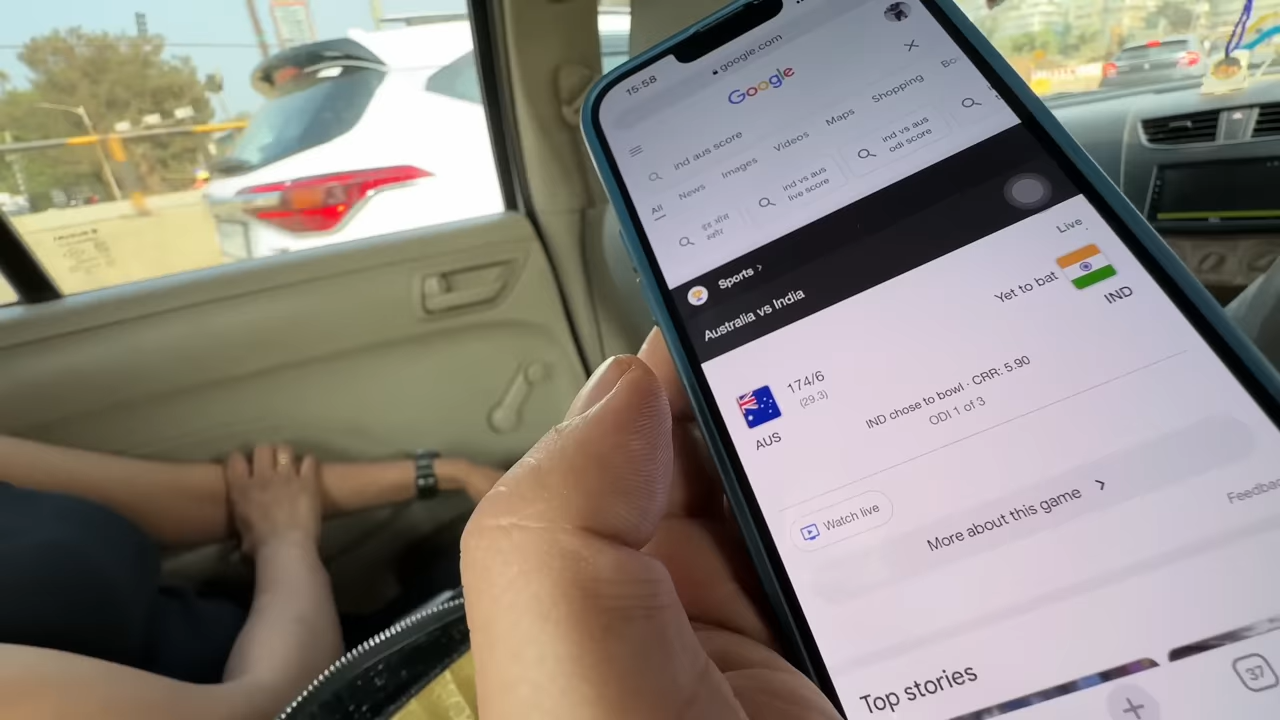 15:58
google.com
Google
ind aus score
All News Images Videos Maps Shopping
ind vs aus
live score
ind vs aus
odi score
Sports
Australia vs India
Live
174/6
(29.3)
AUS
Yet to bat
IND
IND chose to bowl · CRR: 5.90
ODI 1 of 3
Watch live
More about this game
Top stories
37